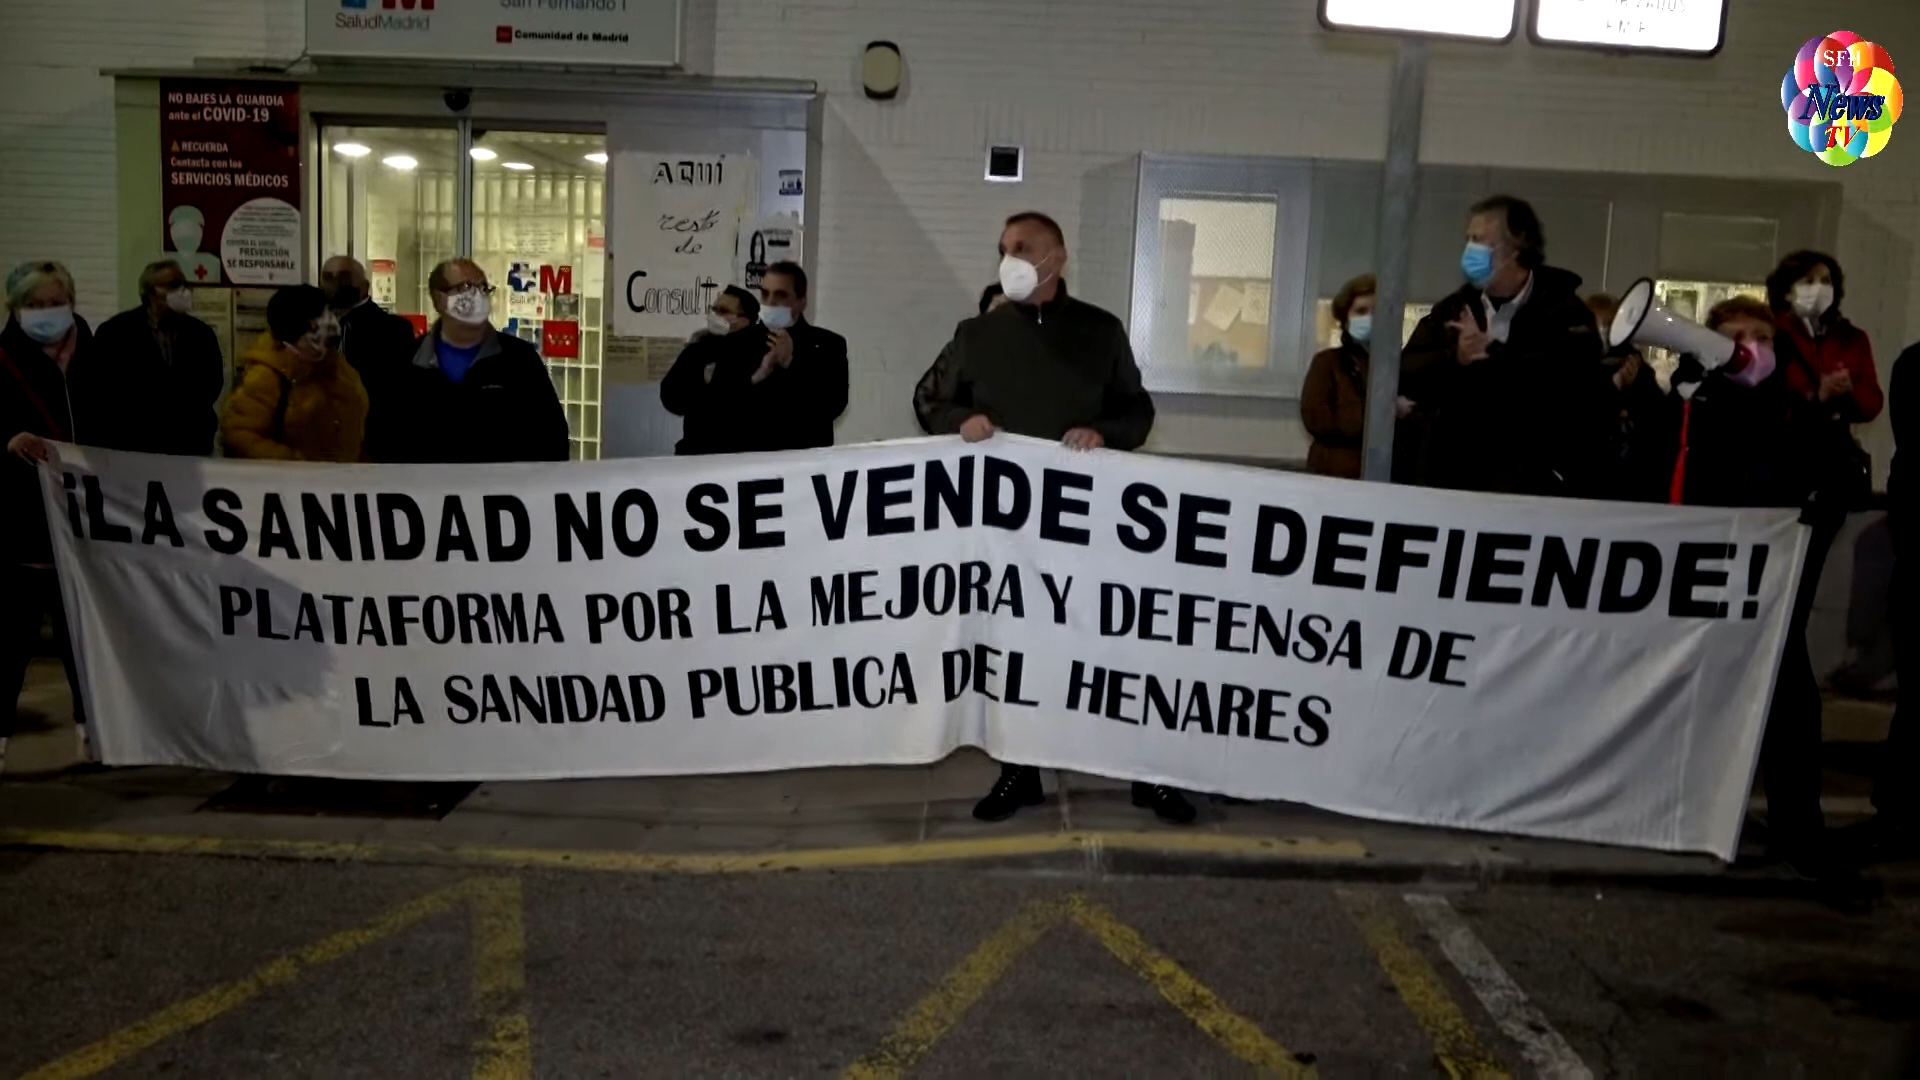 SaludMadrid
San Fernando I
Comunidad de Madrid
SFH
News
TV
NO BAJES LA GUARDIA
ante el COVID-19
RECUERDA
Contacta con los
SERVICIOS MÉDICOS
PREVENCIÓN
SE RESPONSABLE
AQUÍ
resto
de
Consult
M
¡LA SANIDAD NO SE VENDE SE DEFIENDE!
PLATAFORMA POR LA MEJORA Y DEFENSA DE
LA SANIDAD PUBLICA DEL HENARES